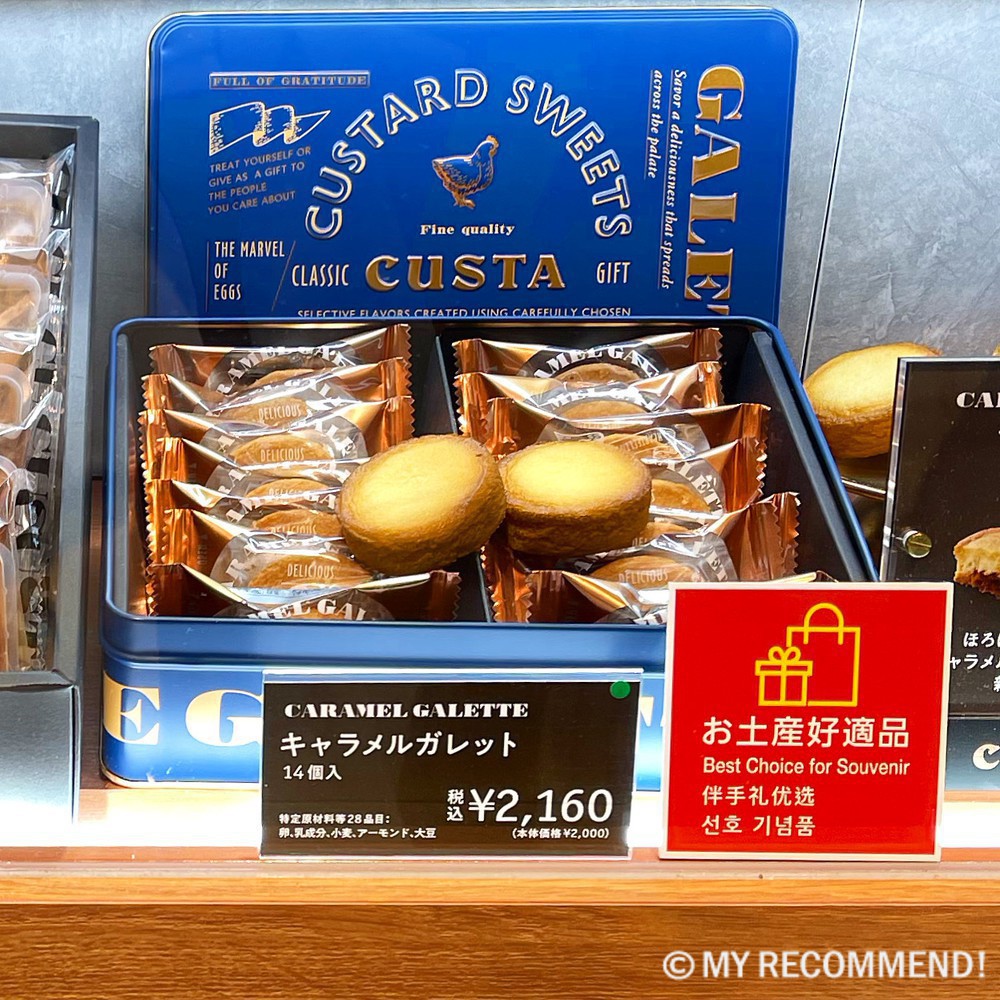 FULL OF GRATITUDE
TREAT YOURSELF OR
GIVE AS A GIFT TO
THE PEOPLE
YOU CARE ABOUT
CUSTARD SWEETS
Fine quality
THE MARVEL
OF
EGGS
CLASSIC
CUSTA
GIFT
SELECTIVE FLAVORS CREATED USING CAREFULLY CHOSEN
Savor a deliciousness that spreads
across the palate
DELICIOUS
DELICIOUS
DELICIOUS
DELICIOUS
DELICIOUS
DELICIOUS
CARAMEL GALETTE
キャラメルガレット
14個入
税込 ¥2,160
(本体価格¥2,000)
特定原材料等28品目:
卵、乳成分、小麦、アーモンド、大豆
お土産好適品
Best Choice for Souvenir
伴手礼优选
선호 기념품
© MY RECOMMEND!